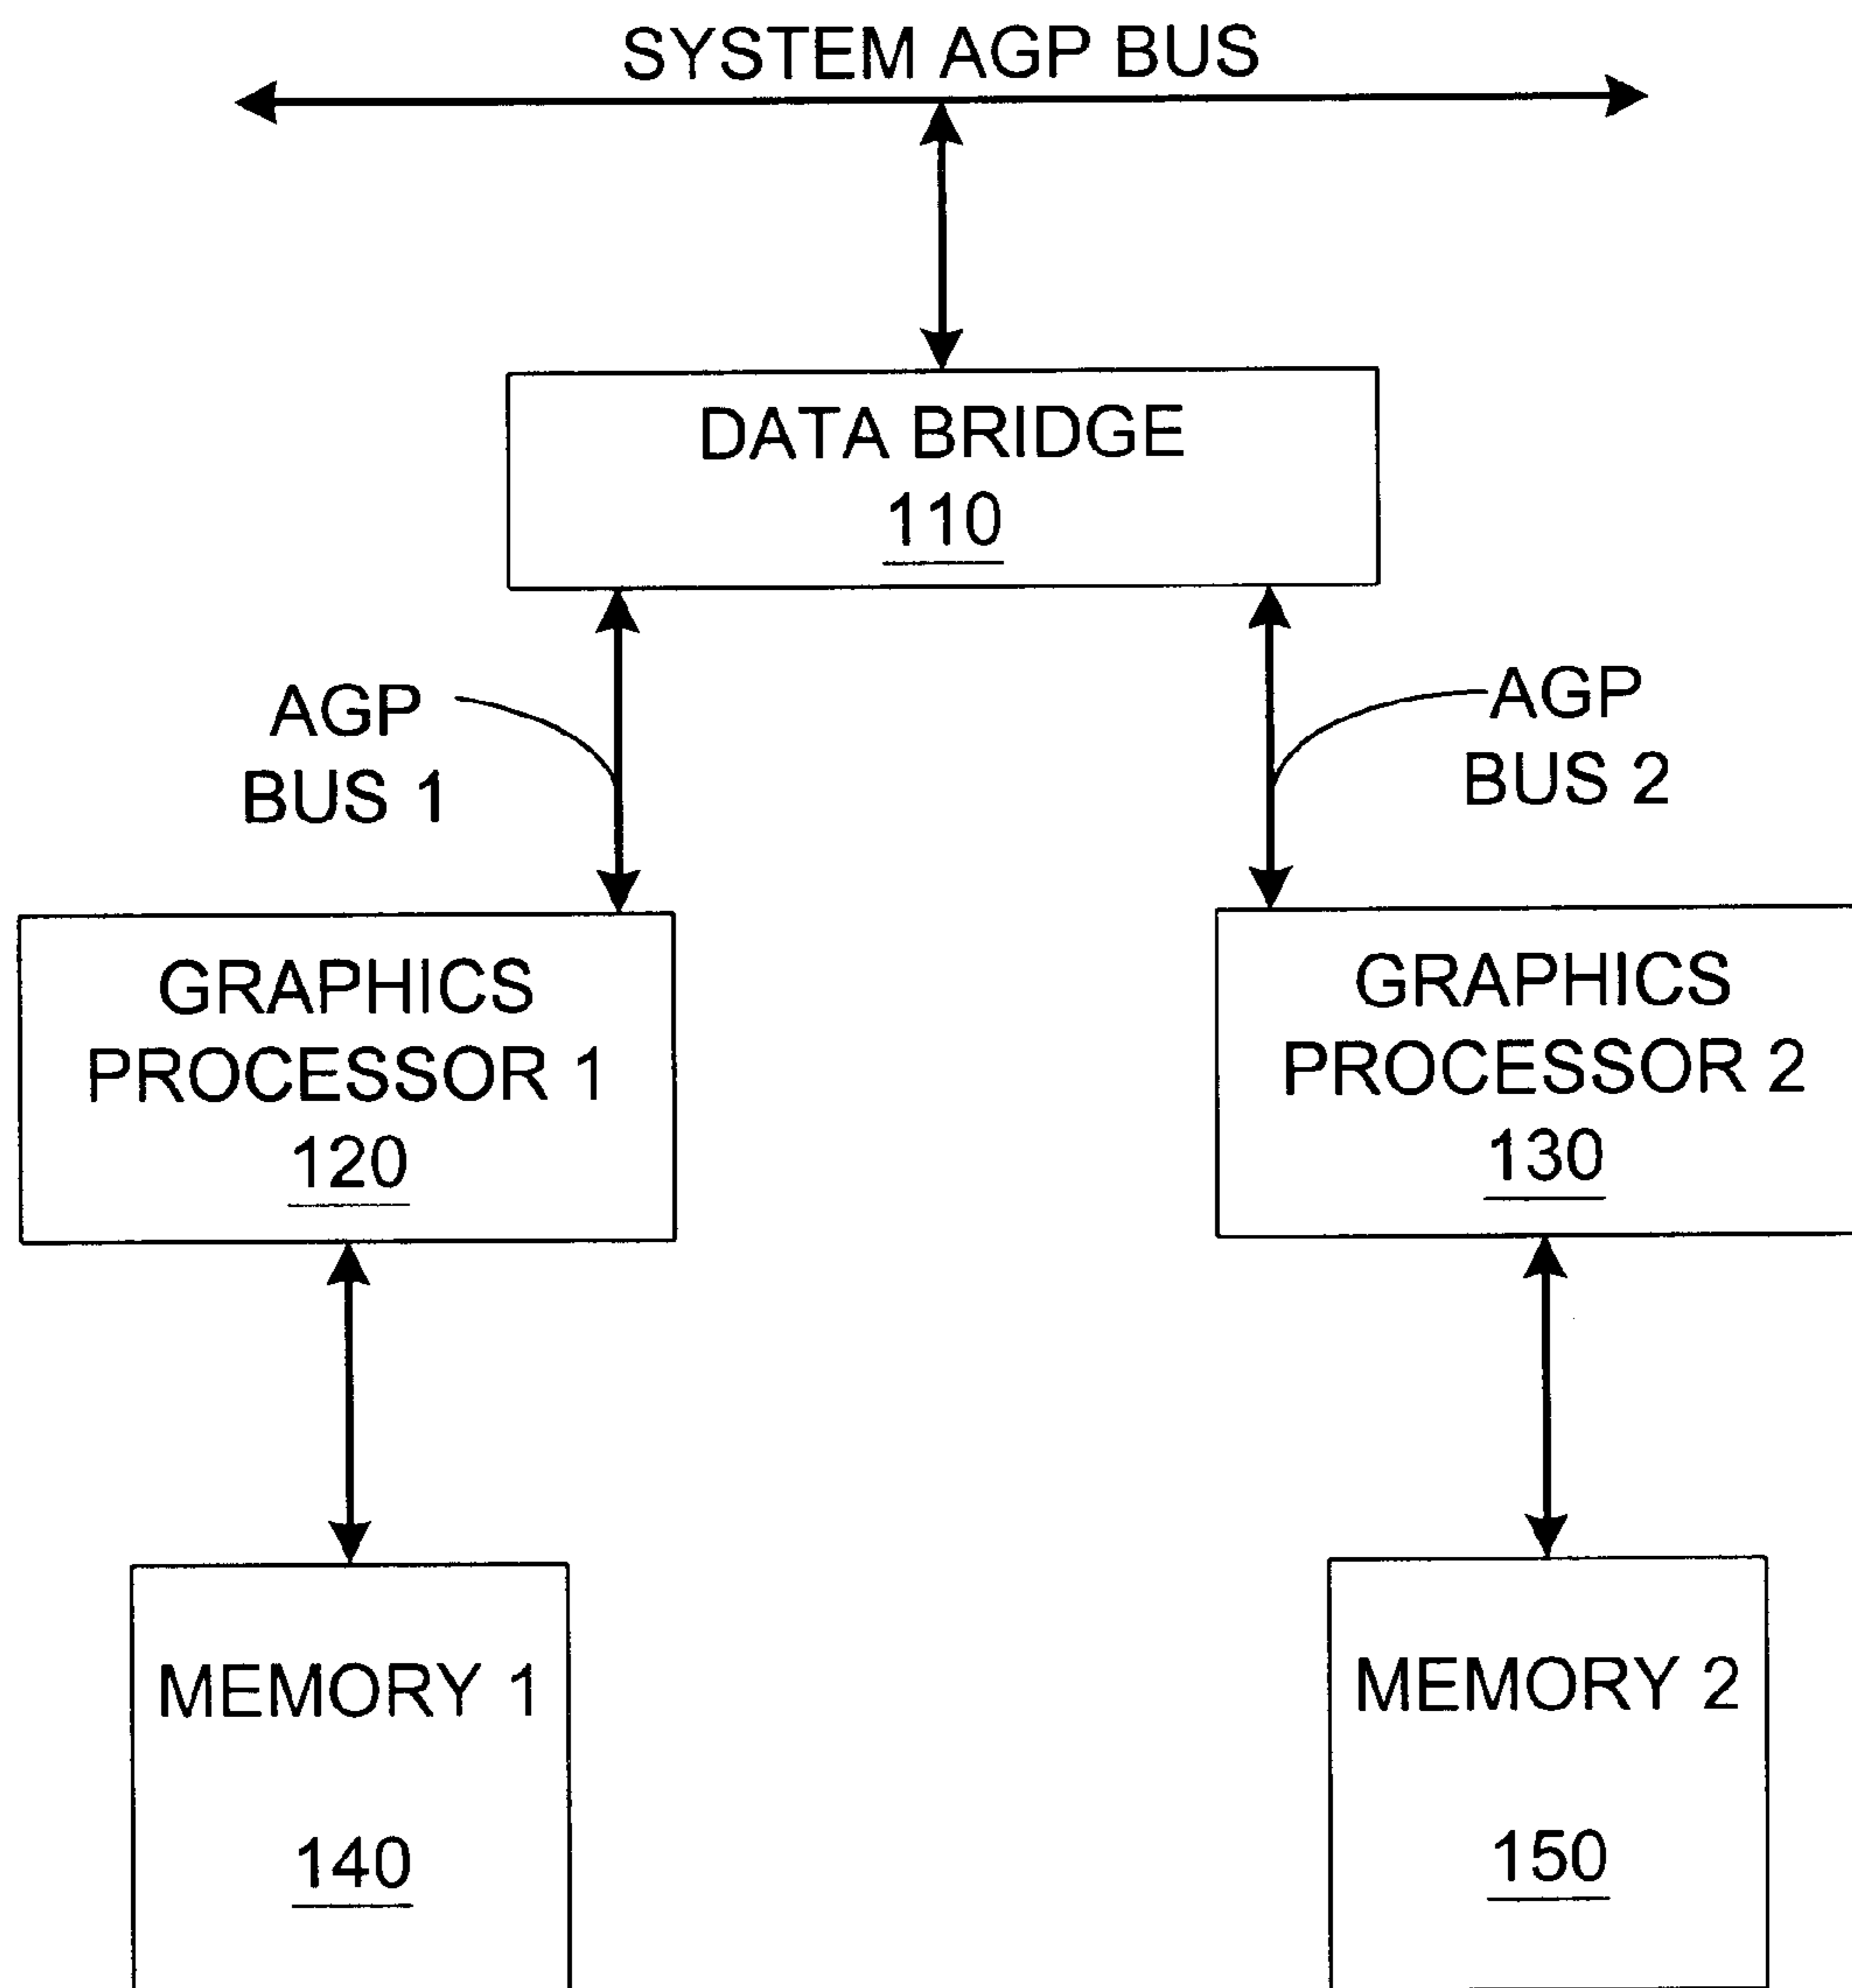 SYSTEM AGP BUS
DATA BRIDGE
110
AGP
BUS 1
AGP
BUS 2
GRAPHICS
PROCESSOR 1
120
GRAPHICS
PROCESSOR 2
130
MEMORY 1
140
MEMORY 2
150